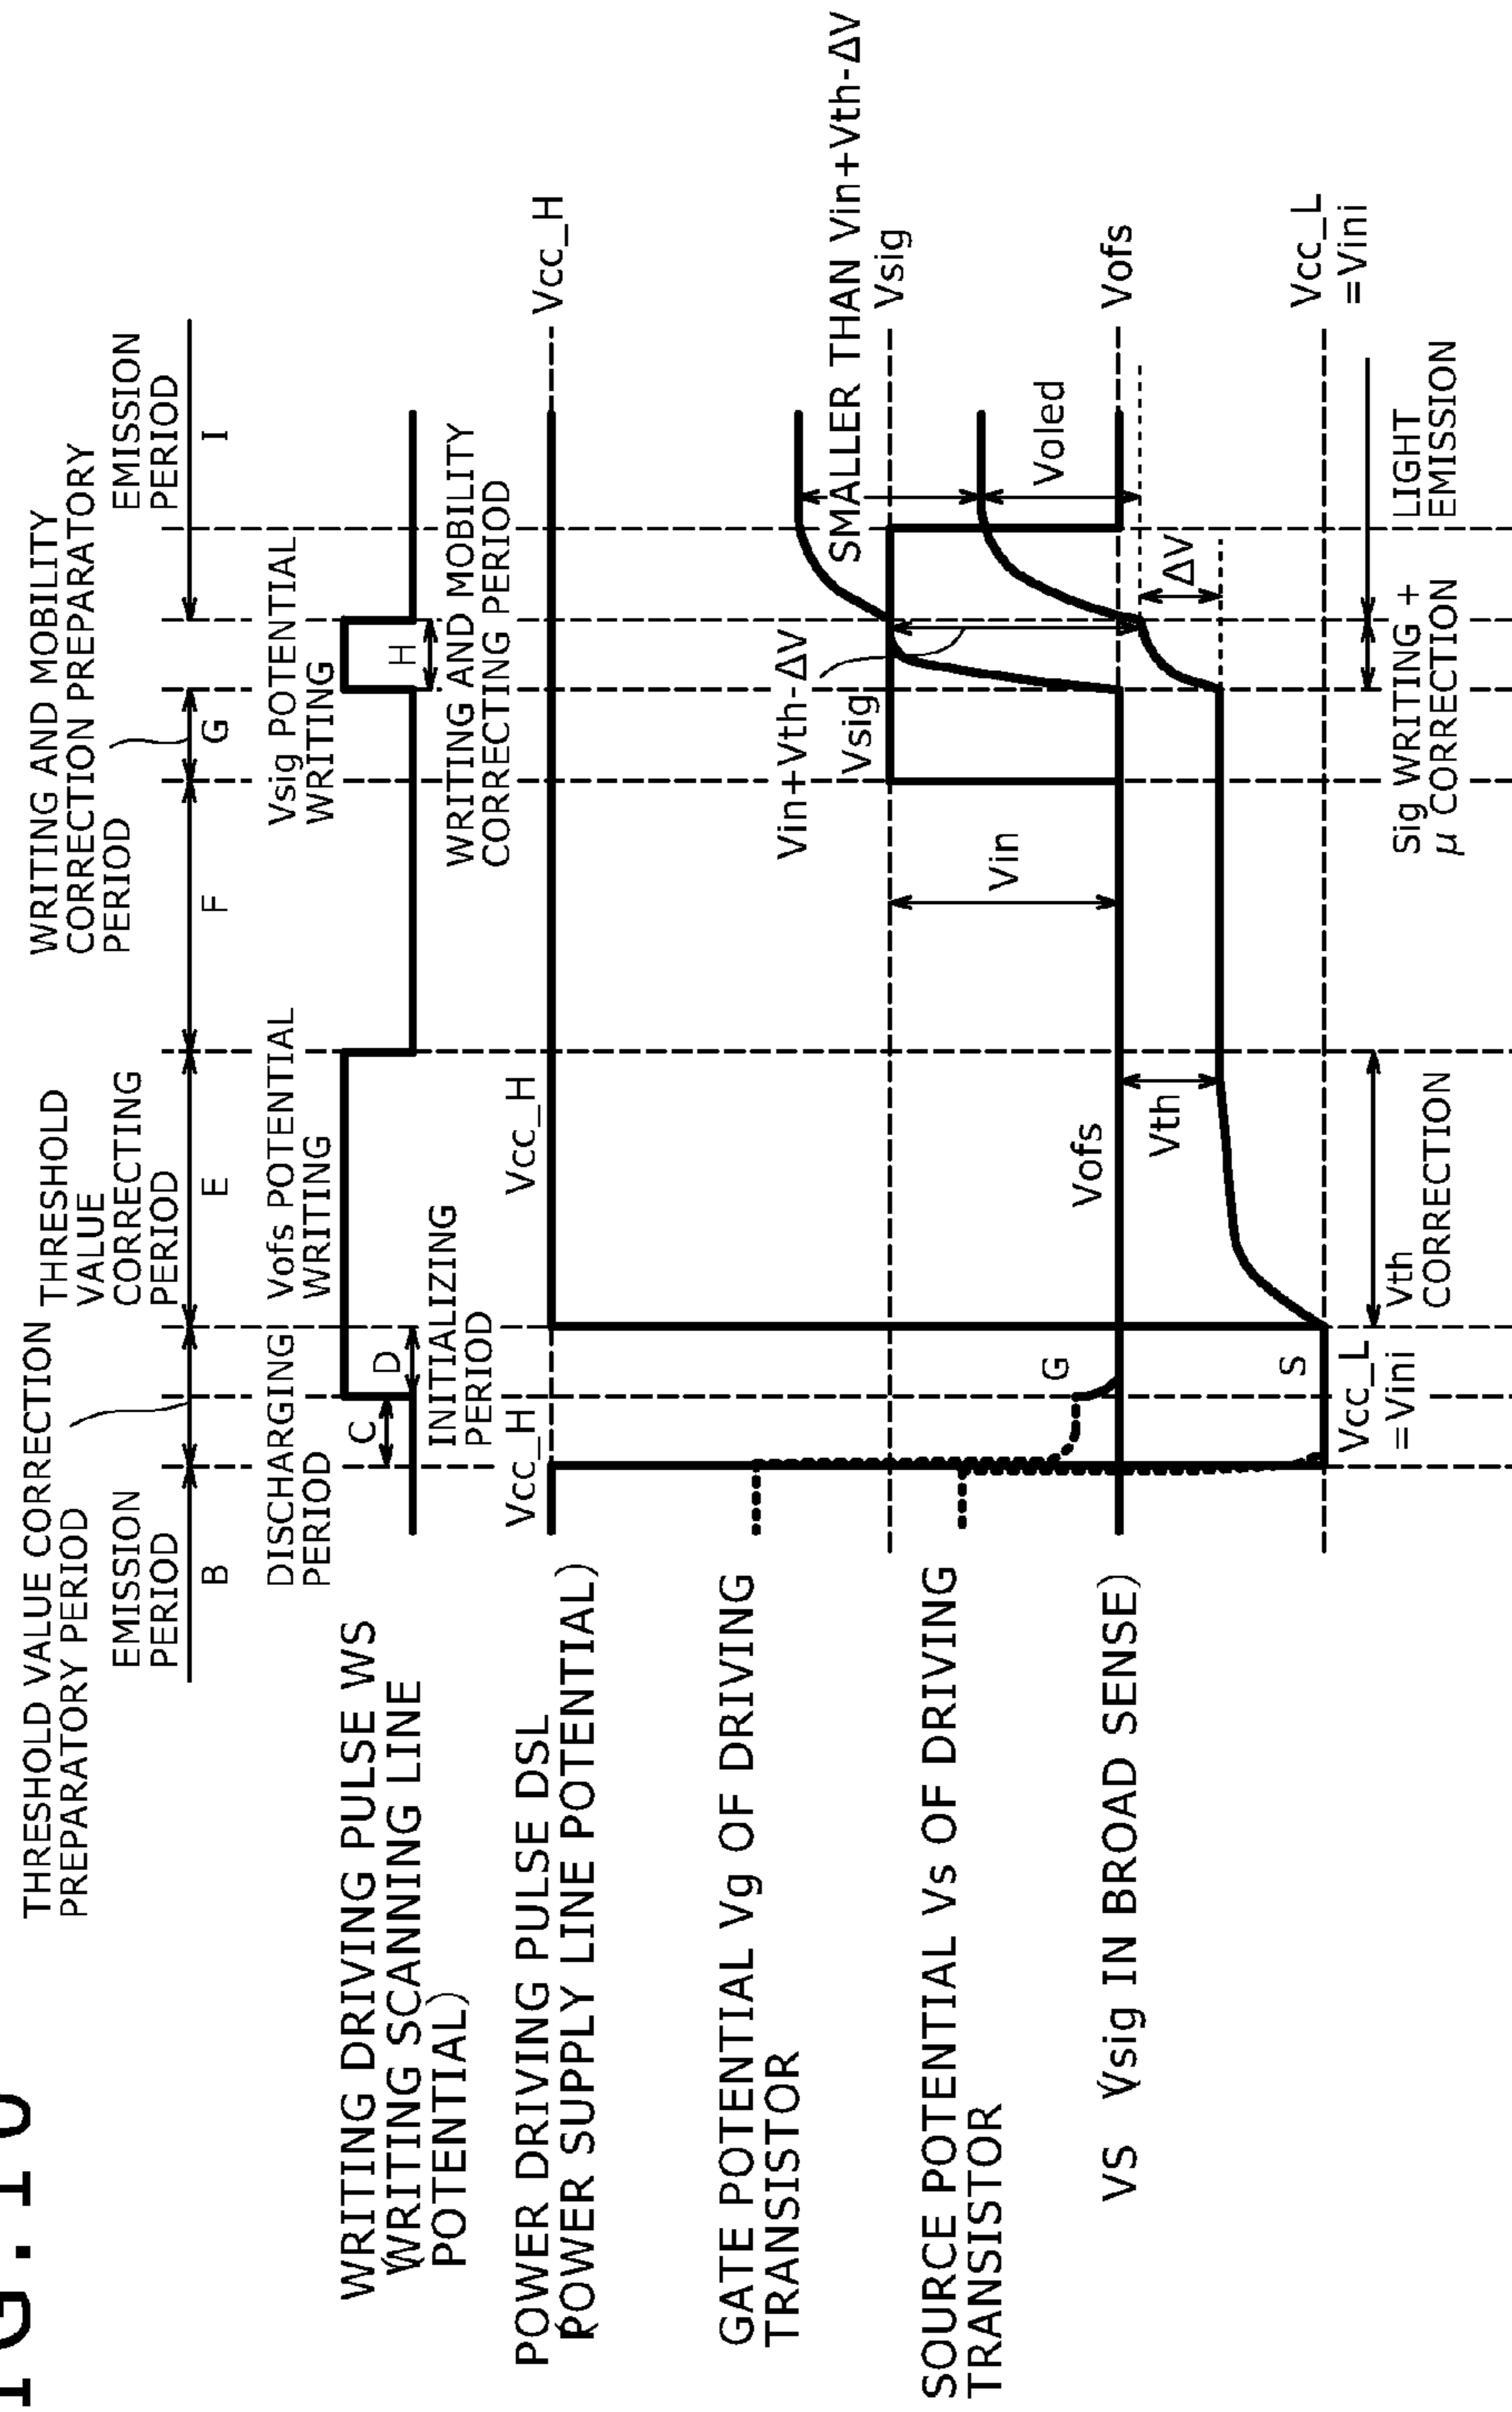 FIG.10
THRESHOLD VALUE CORRECTION
PREPARATORY PERIOD
EMISSION
PERIOD
B
THRESHOLD
VALUE
CORRECTING
PERIOD
E
F
WRITING AND MOBILITY
CORRECTION PREPARATORY
PERIOD
G
EMISSION
PERIOD
I
WRITING DRIVING PULSE WS
(WRITING SCANNING LINE
POTENTIAL)
DISCHARGING
PERIOD
C
D
INITIALIZING
PERIOD
Vofs POTENTIAL
WRITING
Vsig POTENTIAL
WRITING
H
WRITING AND MOBILITY
CORRECTING PERIOD
POWER DRIVING PULSE DSL
(POWER SUPPLY LINE POTENTIAL)
Vcc_H
Vcc_H
Vcc_H
GATE POTENTIAL Vg OF DRIVING
TRANSISTOR
Vin+Vth-ΔV
SMALLER THAN Vin+Vth-ΔV
Vsig
Vsig
SOURCE POTENTIAL Vs OF DRIVING
TRANSISTOR
Vin
Voled
VS (Vsig IN BROAD SENSE)
G
Vofs
Vofs
Vth
ΔV
S
Vcc_L
=Vini
Vcc_L
=Vini
Vth
CORRECTION
Sig WRITING +
μ CORRECTION
LIGHT
EMISSION